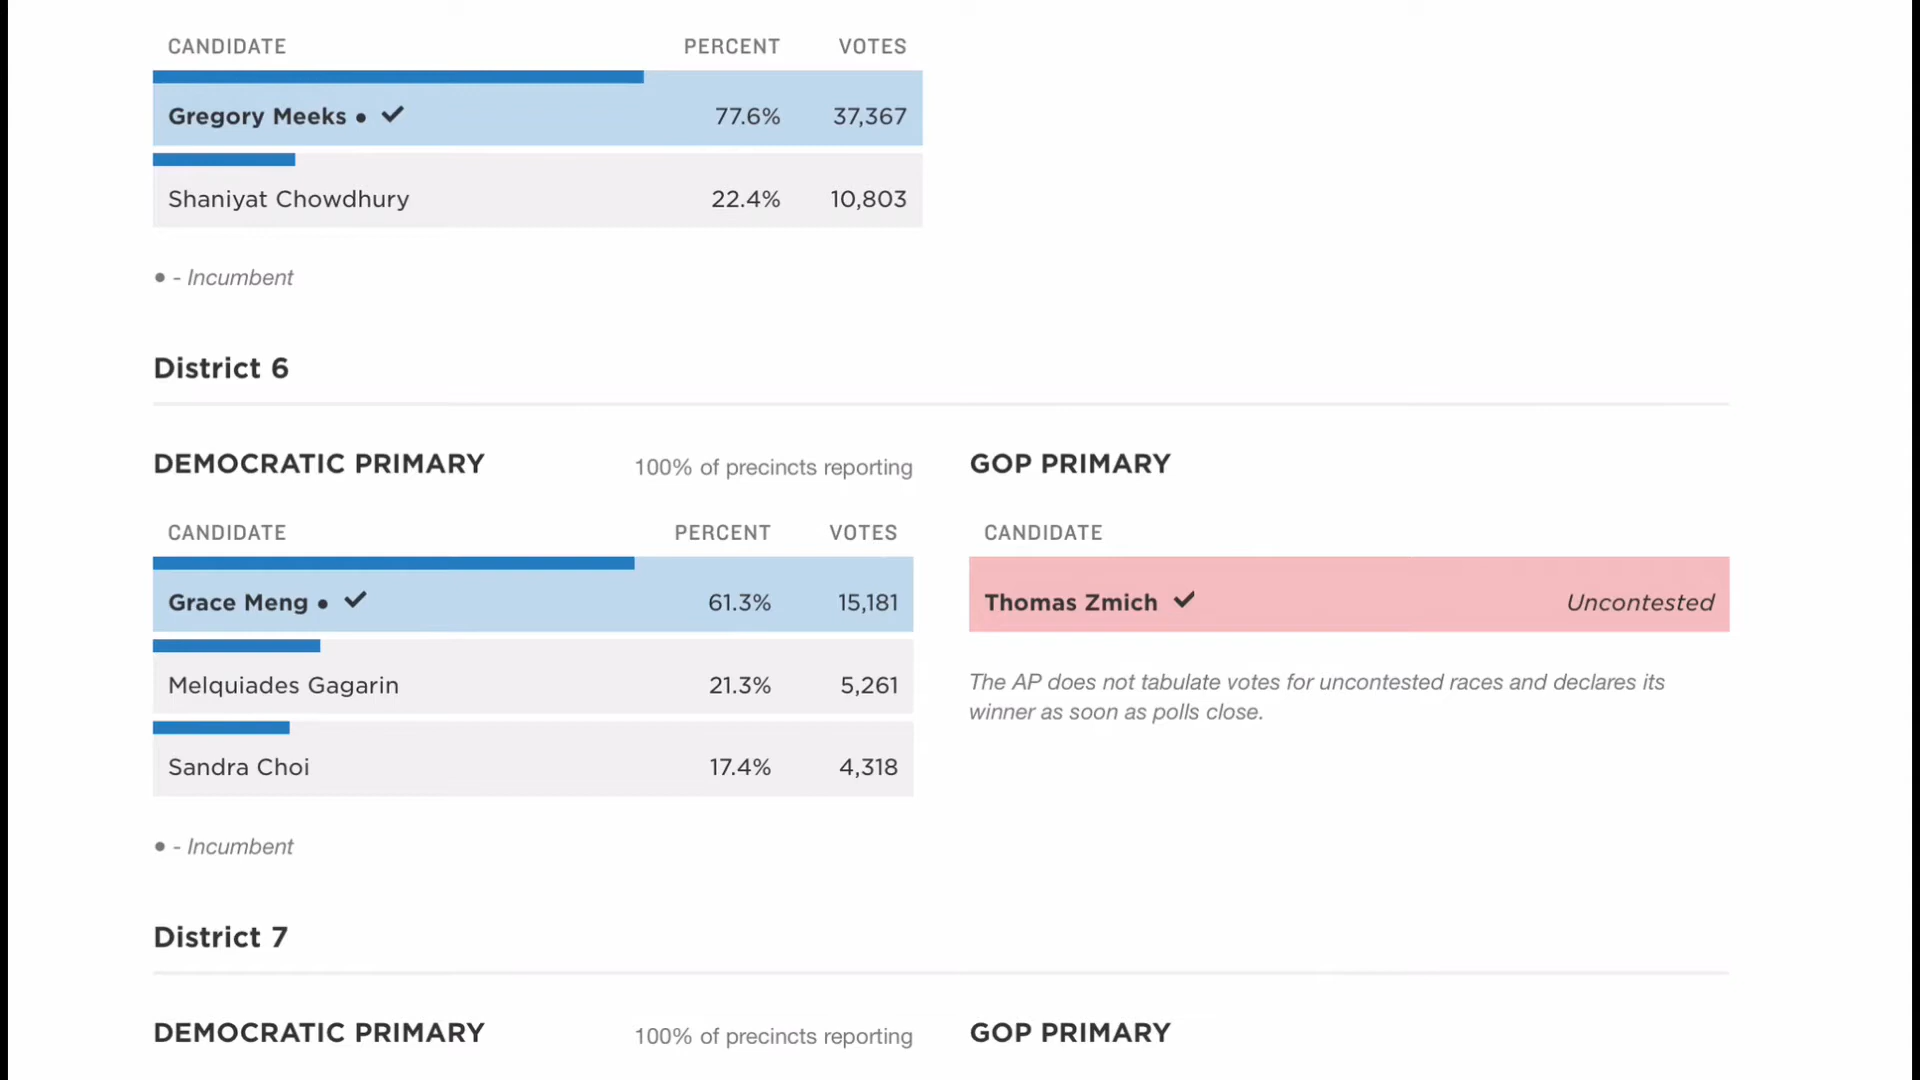 CANDIDATE PERCENT VOTES
Gregory Meeks • ✔ 77.6% 37,367
Shaniyat Chowdhury 22.4% 10,803
• - Incumbent
District 6
DEMOCRATIC PRIMARY 100% of precincts reporting
CANDIDATE PERCENT VOTES
Grace Meng • ✔ 61.3% 15,181
Melquiades Gagarin 21.3% 5,261
Sandra Choi 17.4% 4,318
• - Incumbent
GOP PRIMARY
CANDIDATE
Thomas Zmich ✔ Uncontested
The AP does not tabulate votes for uncontested races and declares its
winner as soon as polls close.
District 7
DEMOCRATIC PRIMARY 100% of precincts reporting
GOP PRIMARY